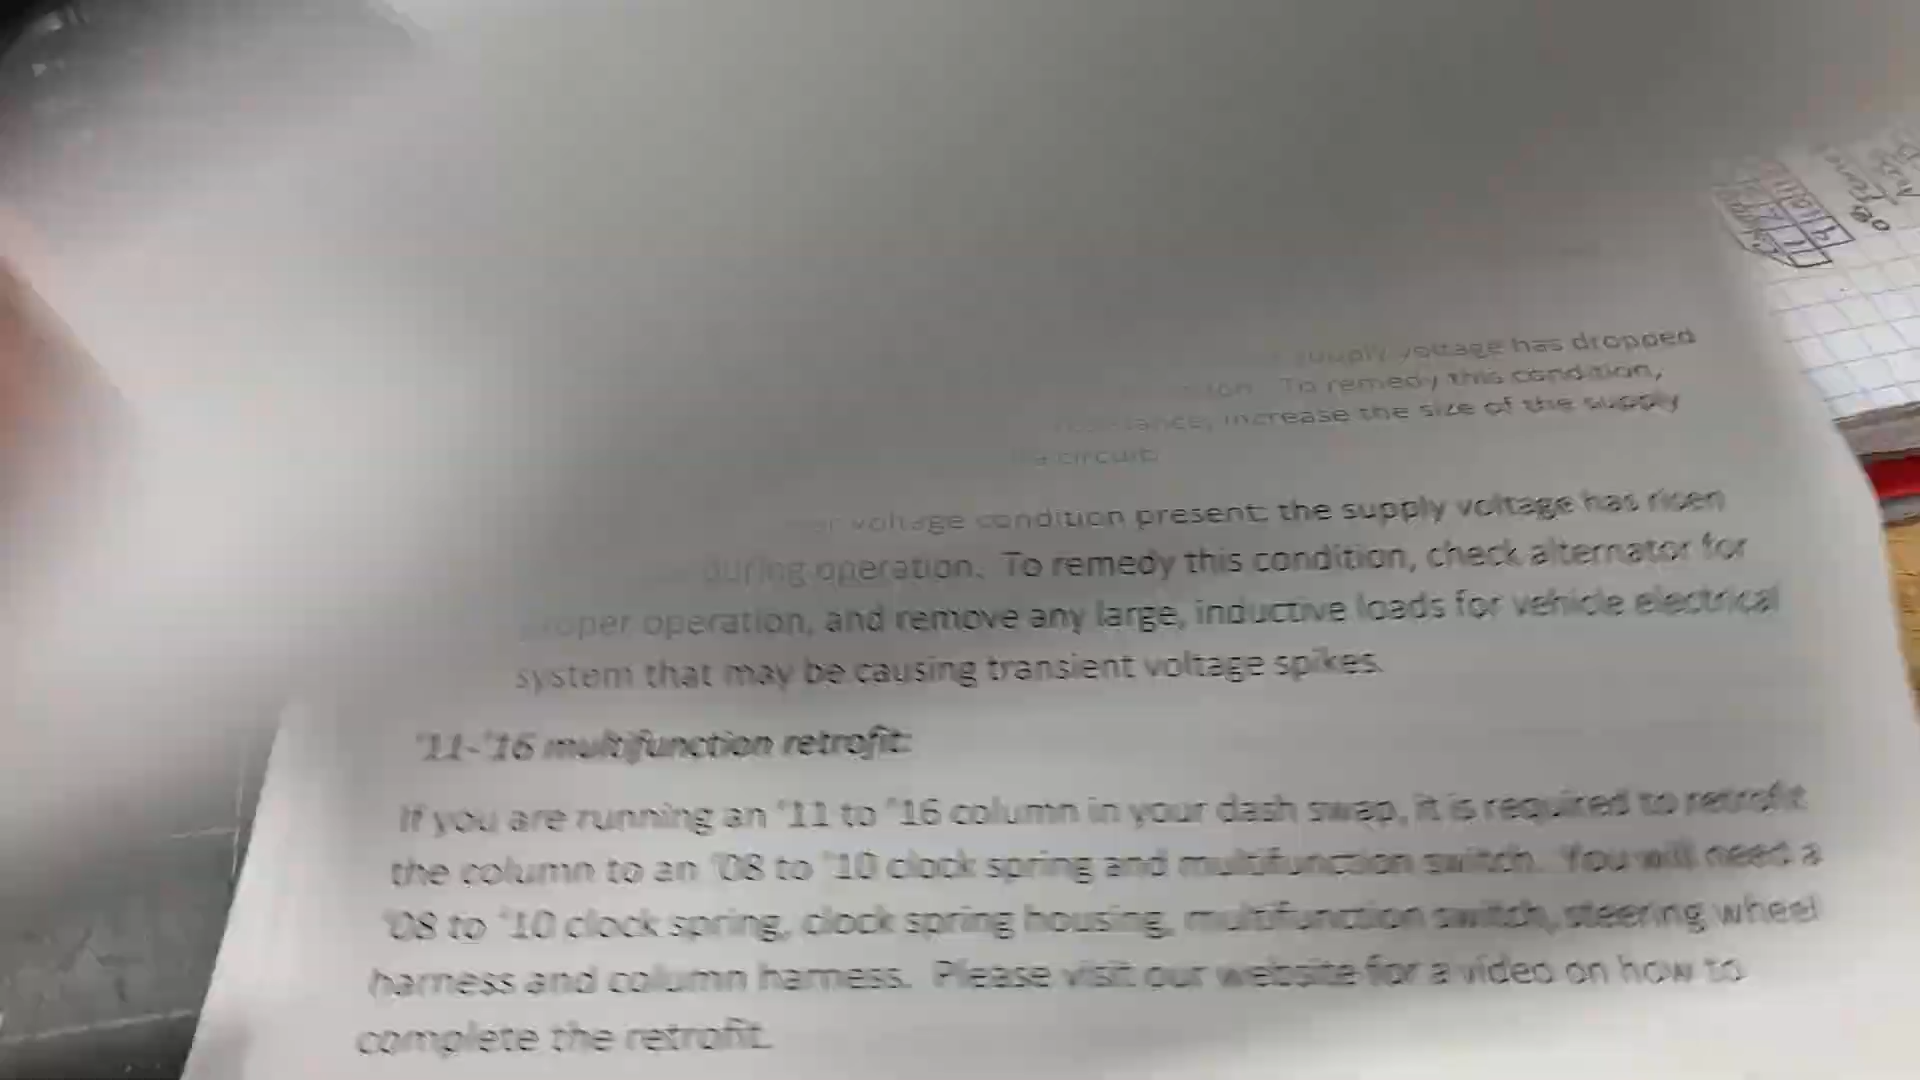 supply voltage has dropped
To remedy this condition,
increase the size of the supply
circuit.
voltage condition present: the supply voltage has risen
during operation. To remedy this condition, check alternator for
proper operation, and remove any large, inductive loads for vehicle electrical
system that may be causing transient voltage spikes.
'11-'16 multifunction retrofit:
If you are running an '11 to '16 column in your dash swap, it is required to retrofit
the column to an '08 to '10 clock spring and multifunction switch. You will need a
'08 to '10 clock spring, clock spring housing, multifunction switch, steering wheel
harness and column harness. Please visit our website for a video on how to
complete the retrofit.